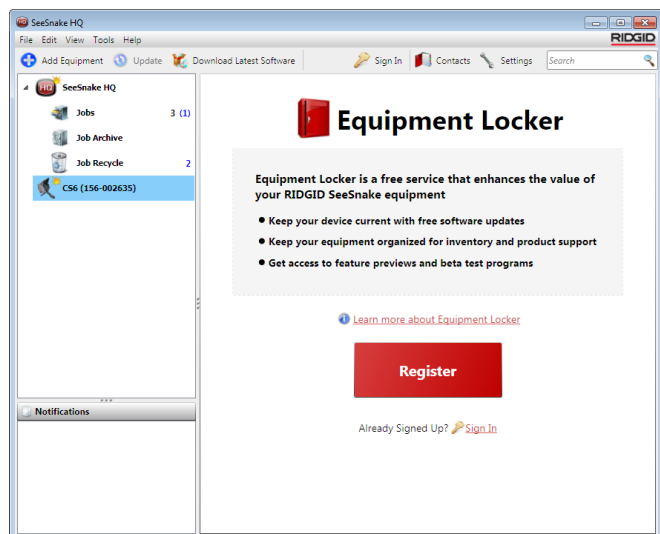 SeeSnake HQ
File Edit View Tools Help
RIDGID
Add Equipment Update Download Latest Software Sign In Contacts Settings Search
HQ SeeSnake HQ
Jobs 3 (1)
Job Archive
Job Recycle 2
CS6 (156-002635)
Equipment Locker
Equipment Locker is a free service that enhances the value of
your RIDGID SeeSnake equipment
• Keep your device current with free software updates
• Keep your equipment organized for inventory and product support
• Get access to feature previews and beta test programs
Learn more about Equipment Locker
Register
Already Signed Up? Sign In
Notifications